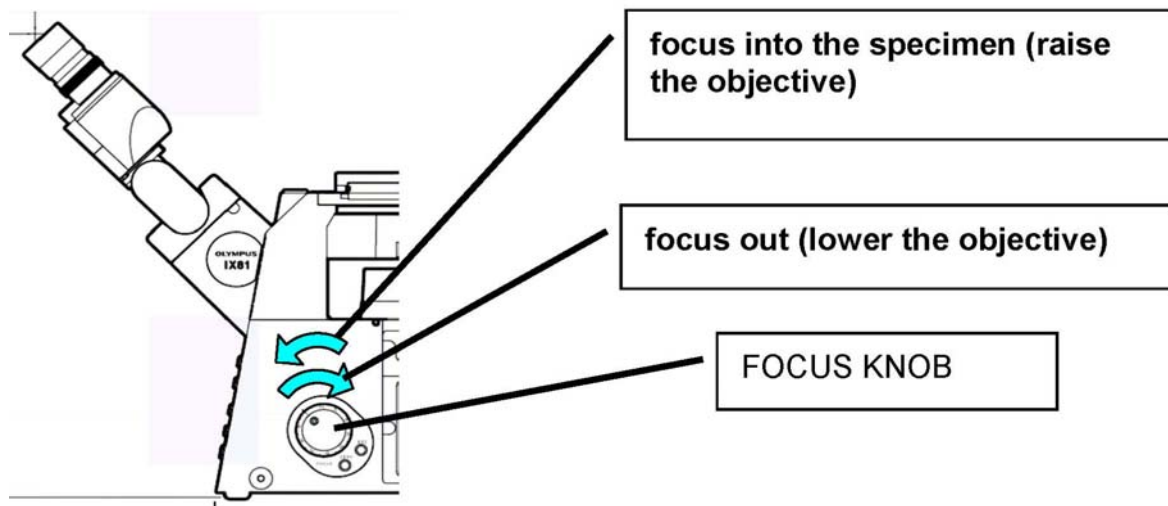 focus into the specimen (raise
the objective)
focus out (lower the objective)
OLYMPUS
IX81
FOCUS KNOB